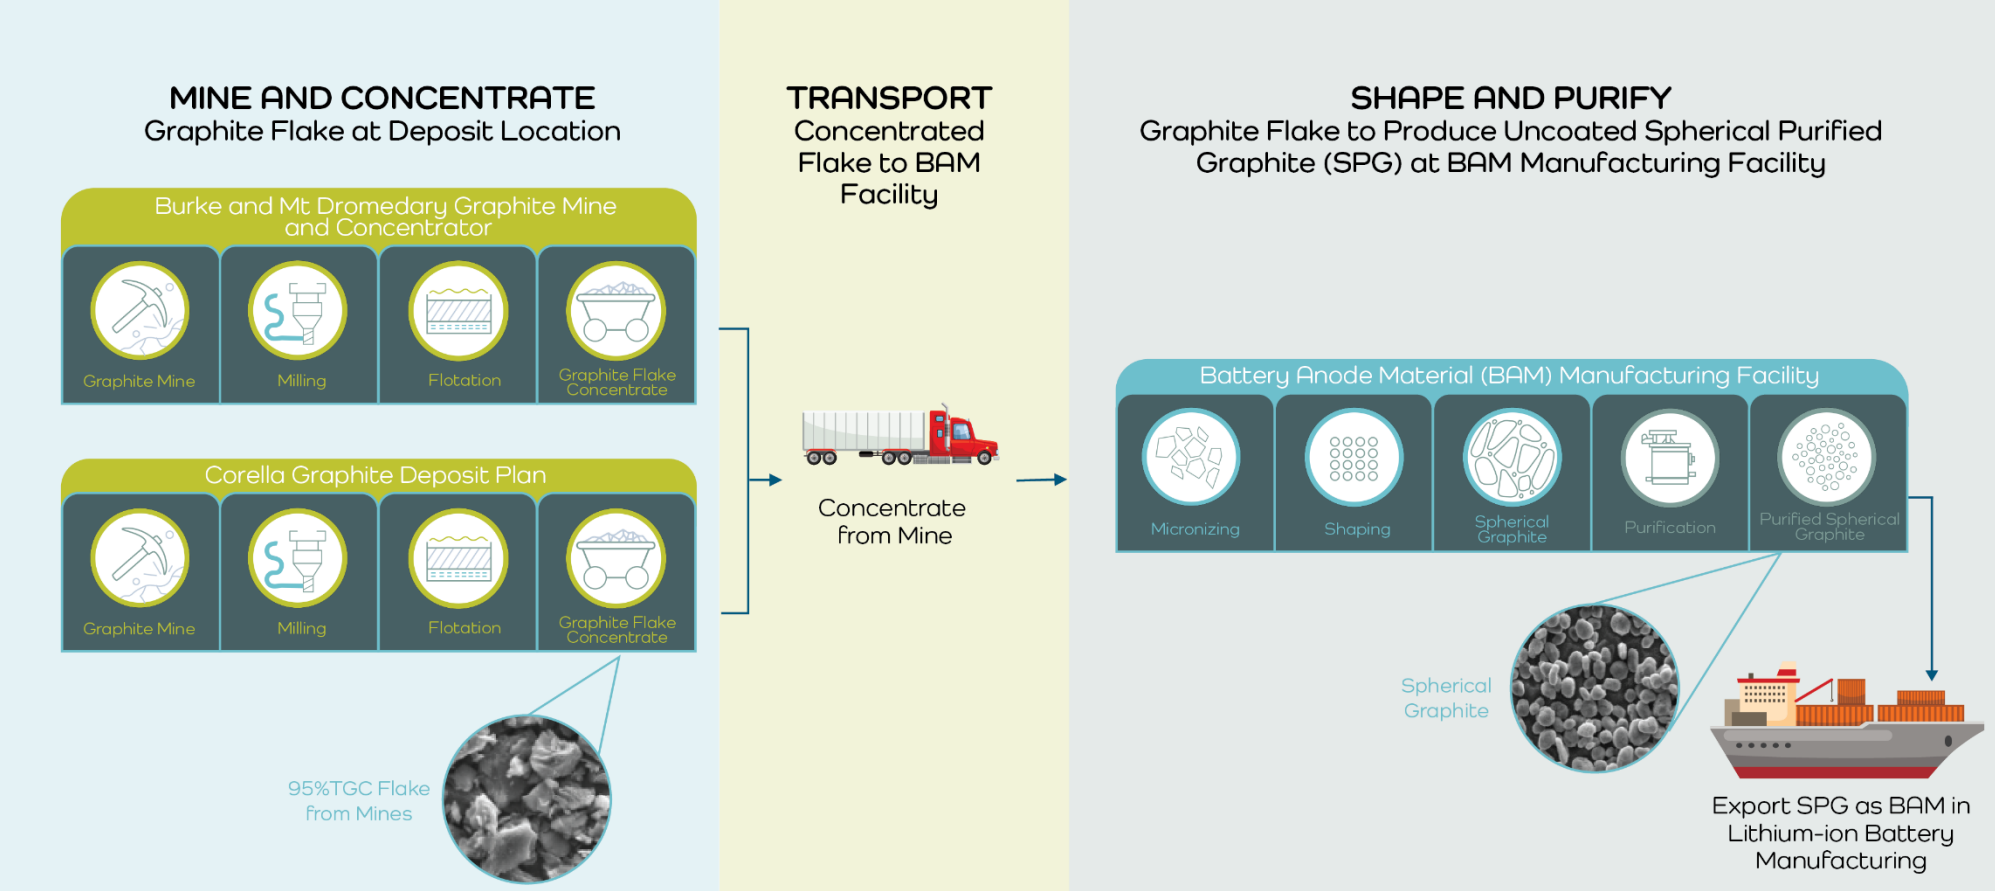 MINE AND CONCENTRATE
Graphite Flake at Deposit Location
Burke and Mt Dromedary Graphite Mine
and Concentrator
Graphite Mine
Milling
Flotation
Graphite Flake
Concentrate
Corella Graphite Deposit Plan
Graphite Mine
Milling
Flotation
Graphite Flake
Concentrate
95%TGC Flake
from Mines
TRANSPORT
Concentrated
Flake to BAM
Facility
Concentrate
from Mine
SHAPE AND PURIFY
Graphite Flake to Produce Uncoated Spherical Purified
Graphite (SPG) at BAM Manufacturing Facility
Battery Anode Material (BAM) Manufacturing Facility
Micronizing
Shaping
Spherical
Graphite
Purification
Purified Spherical
Graphite
Spherical
Graphite
Export SPG as BAM in
Lithium-ion Battery
Manufacturing